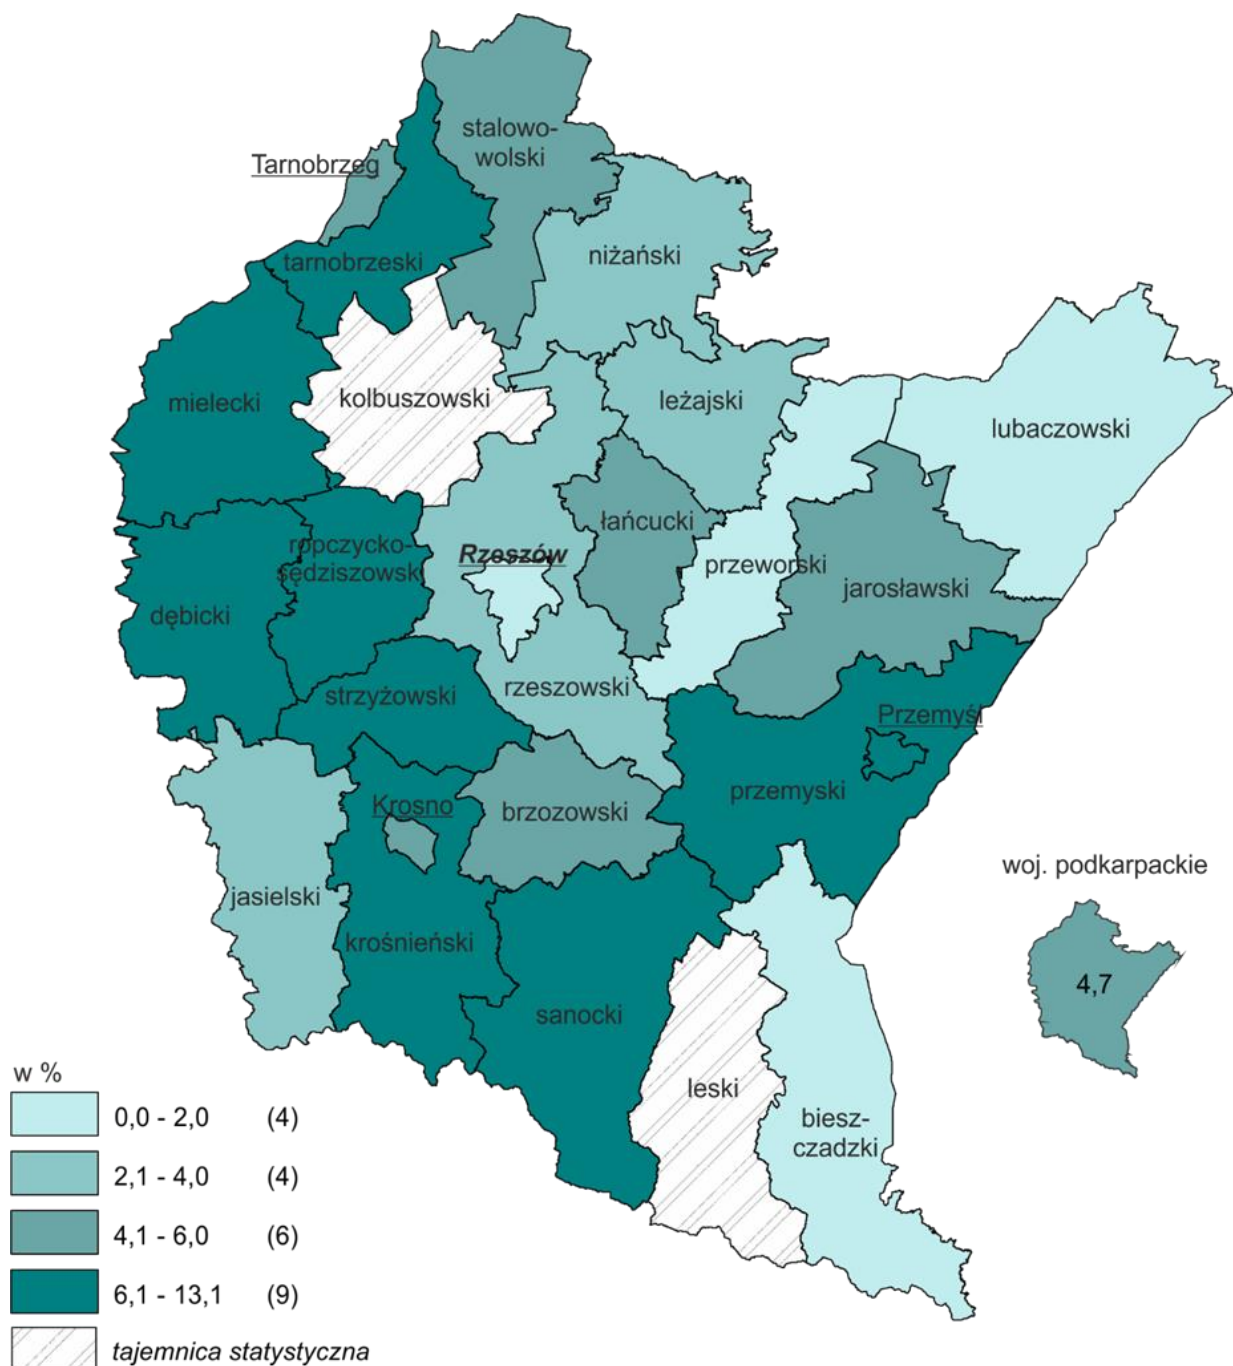 stalowo-
wolski
Tarnobrzeg
niżański
tarnobrzeski
kolbuszowski
mielecki
leżajski
lubaczowski
łańcucki
Rzeszów
ropczycko-
sędziszowski
przeworski
jarosławski
dębicki
rzeszowski
strzyżowski
Przemyśl
przemyski
Krosno
brzozowski
woj. podkarpackie
jasielski
krośnieński
4,7
sanocki
leski
biesz-
czadzki
w %
0,0 - 2,0 (4)
2,1 - 4,0 (4)
4,1 - 6,0 (6)
6,1 - 13,1 (9)
tajemnica statystyczna